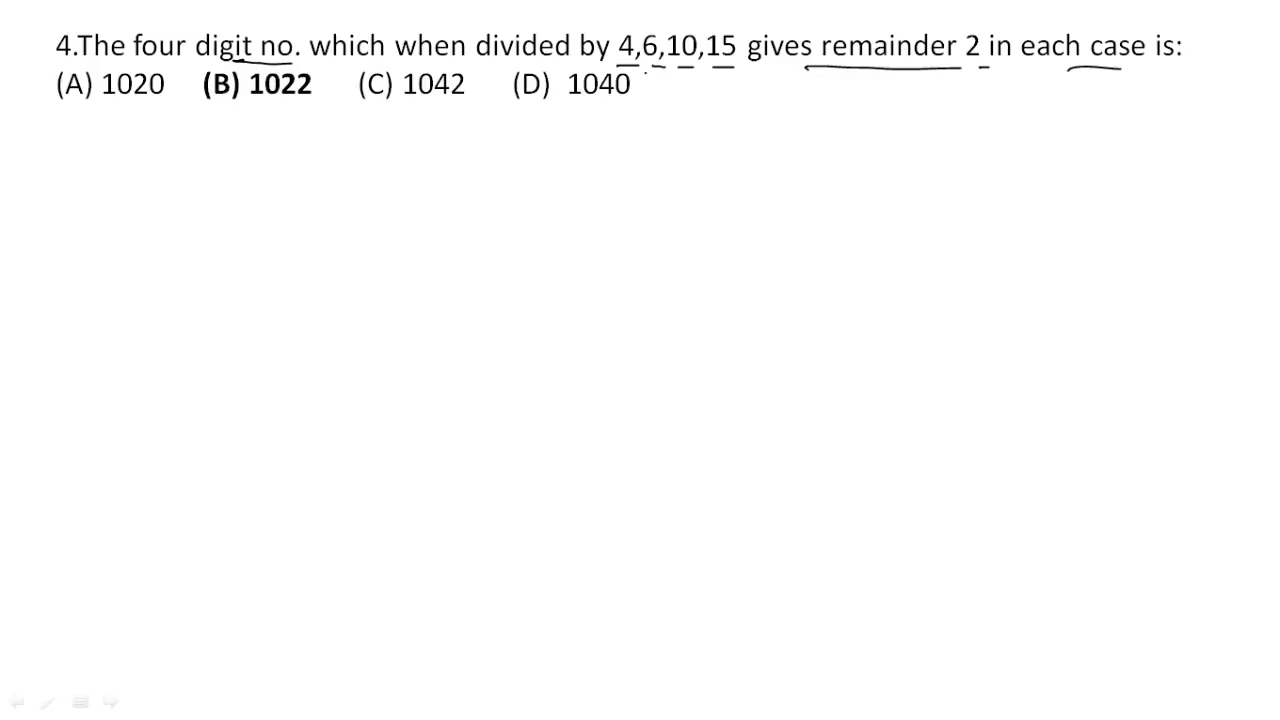 4.The four digit no. which when divided by 4,6,10,15 gives remainder 2 in each case is:
(A) 1020 (B) 1022 (C) 1042 (D) 1040